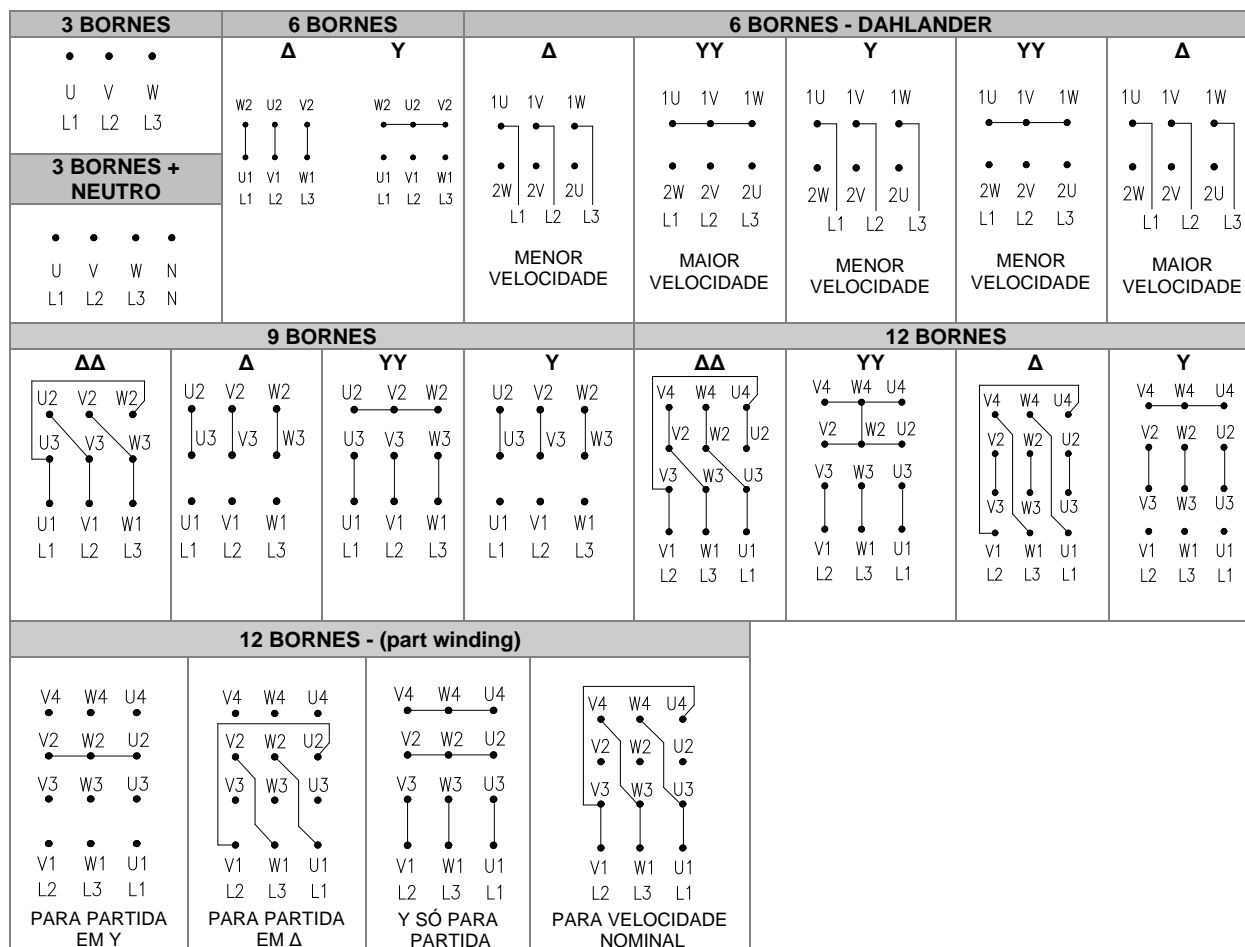 3 BORNES
U V W
L1 L2 L3
3 BORNES +
NEUTRO
U V W N
L1 L2 L3 N
6 BORNES
Δ
W2 U2 V2
U1 V1 W1
L1 L2 L3
Y
W2 U2 V2
U1 V1 W1
L1 L2 L3
6 BORNES - DAHLANDER
Δ
1U 1V 1W
2W 2V 2U
L1 L2 L3
MENOR
VELOCIDADE
YY
1U 1V 1W
2W 2V 2U
L1 L2 L3
MAIOR
VELOCIDADE
Y
1U 1V 1W
2W 2V 2U
L1 L2 L3
MENOR
VELOCIDADE
YY
1U 1V 1W
2W 2V 2U
L1 L2 L3
MENOR
VELOCIDADE
Δ
1U 1V 1W
2W 2V 2U
L1 L2 L3
MAIOR
VELOCIDADE
9 BORNES
ΔΔ
U2 V2 W2
U3 V3 W3
U1 V1 W1
L1 L2 L3
Δ
U2 V2 W2
U3 V3 W3
U1 V1 W1
L1 L2 L3
YY
U2 V2 W2
U3 V3 W3
U1 V1 W1
L1 L2 L3
Y
U2 V2 W2
U3 V3 W3
U1 V1 W1
L1 L2 L3
12 BORNES
ΔΔ
V4 W4 U4
V2 W2 U2
V3 W3 U3
V1 W1 U1
L2 L3 L1
YY
V4 W4 U4
V2 W2 U2
V3 W3 U3
V1 W1 U1
L2 L3 L1
Δ
V4 W4 U4
V2 W2 U2
V3 W3 U3
V1 W1 U1
L2 L3 L1
Y
V4 W4 U4
V2 W2 U2
V3 W3 U3
V1 W1 U1
L2 L3 L1
12 BORNES - (part winding)
V4 W4 U4
V2 W2 U2
V3 W3 U3
V1 W1 U1
L2 L3 L1
PARA PARTIDA
EM Y
V4 W4 U4
V2 W2 U2
V3 W3 U3
V1 W1 U1
L2 L3 L1
PARA PARTIDA
EM Δ
V4 W4 U4
V2 W2 U2
V3 W3 U3
V1 W1 U1
L2 L3 L1
Y SÓ PARA
PARTIDA
V4 W4 U4
V2 W2 U2
V3 W3 U3
V1 W1 U1
L2 L3 L1
PARA VELOCIDADE
NOMINAL